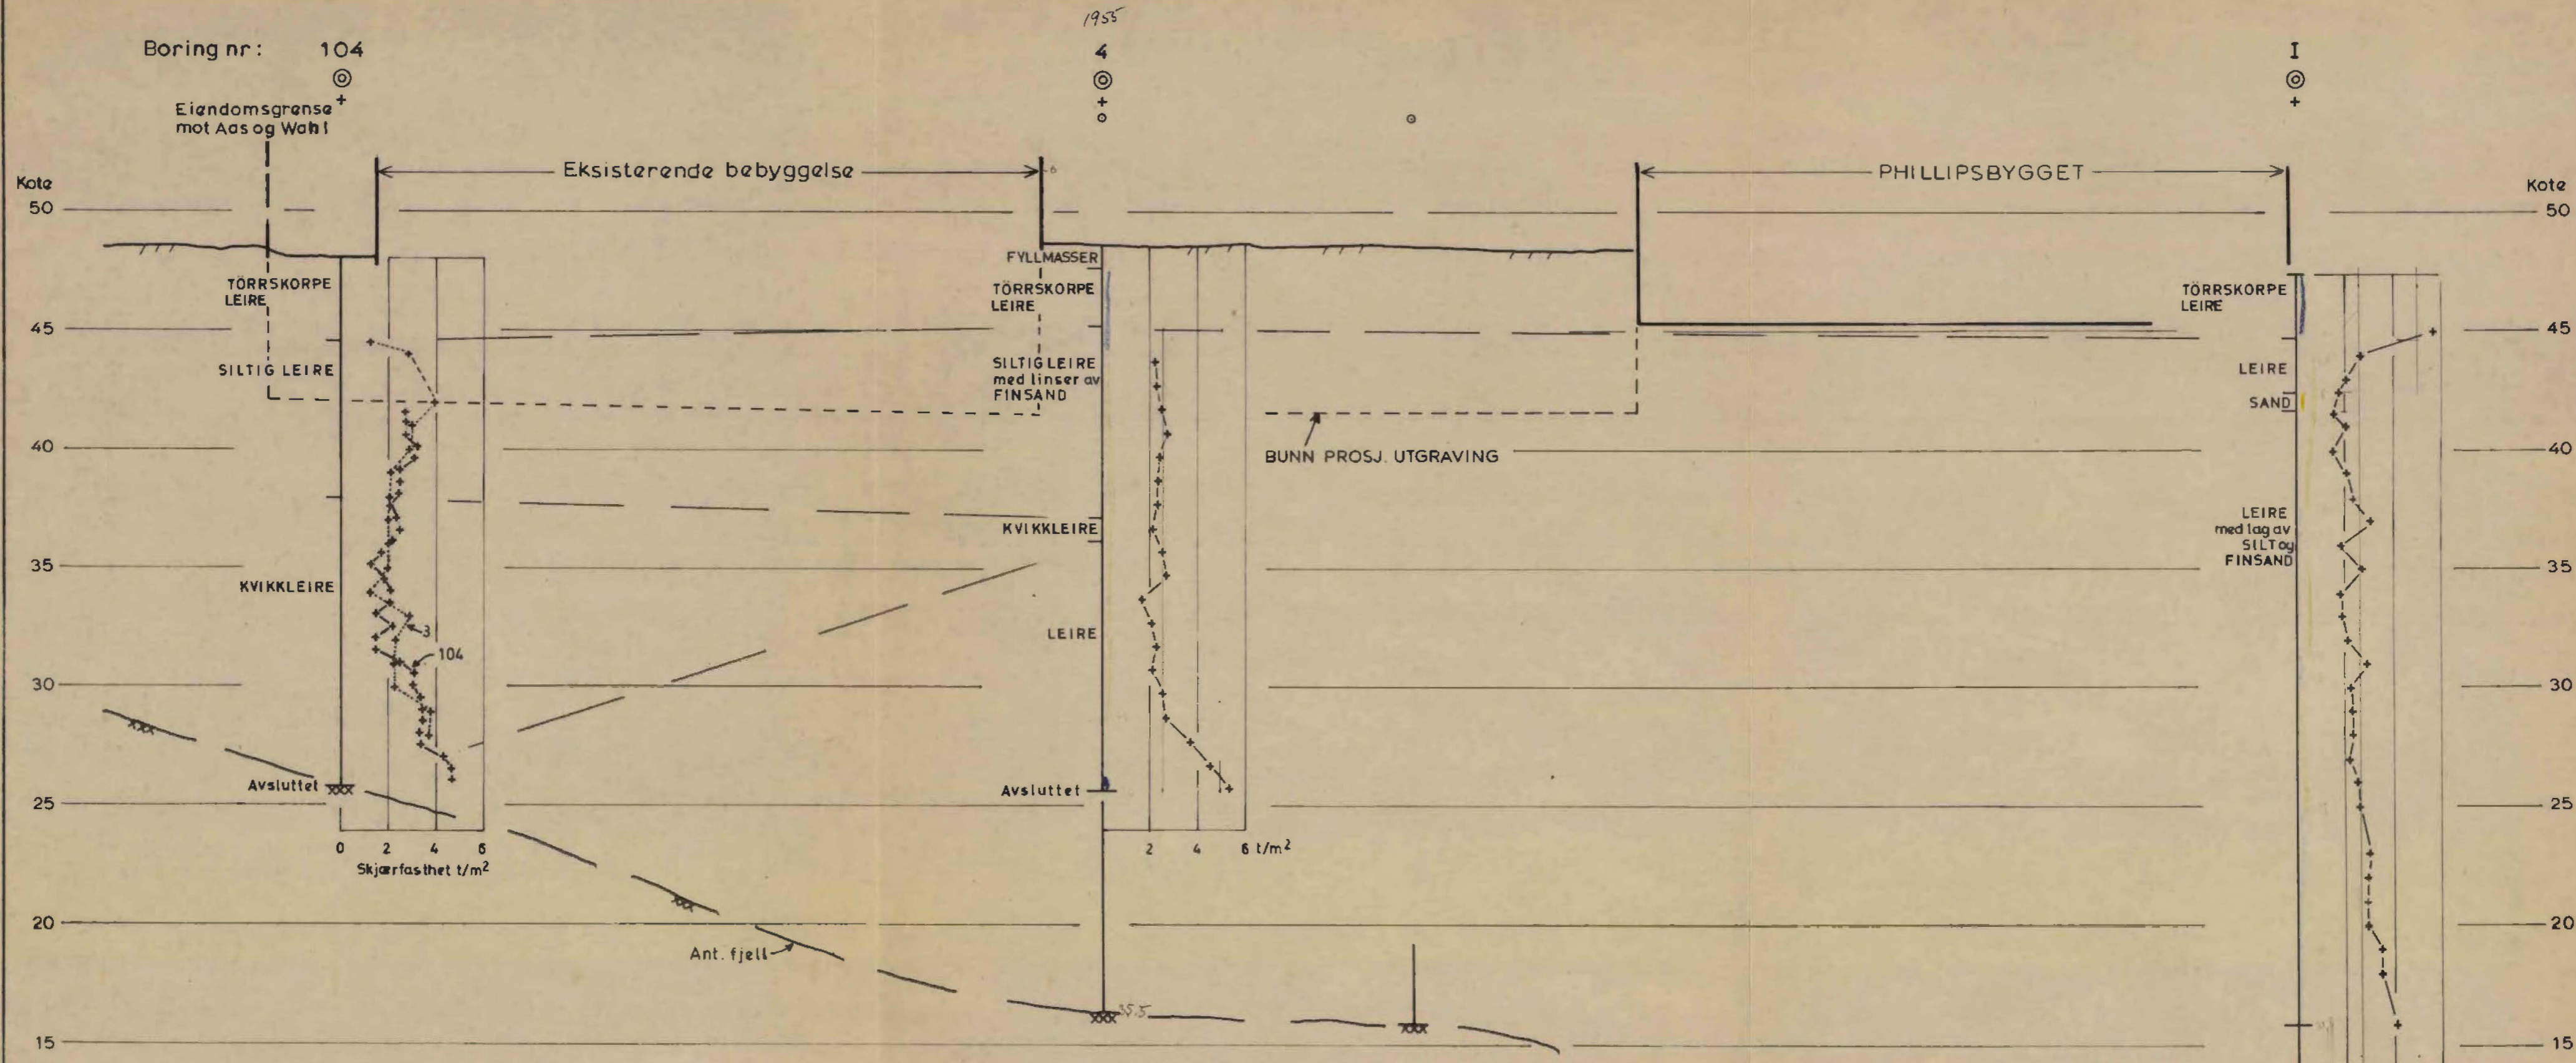 1955
Boring nr: 104
4
I
Eiendomsgrense
mot Aas og Wahl
Eksisterende bebyggelse
PHILLIPSBYGGET
Kote
Kote
50
50
FYLLMASSER
TÖRRSKORPE
LEIRE
TÖRRSKORPE
LEIRE
TÖRRSKORPE
LEIRE
45
45
SILTIG LEIRE
SILTIG LEIRE
med linser av
FINSAND
LEIRE
SAND
40
40
BUNN PROSJ. UTGRAVING
KVIKKLEIRE
LEIRE
med lag av
SILT og
FINSAND
35
35
KVIKKLEIRE
3
LEIRE
104
30
30
Avsluttet
Avsluttet
25
25
0 2 4 6
Skjærfasthet t/m²
2 4 6 t/m²
20
20
Ant. fjell
35.5
15
15